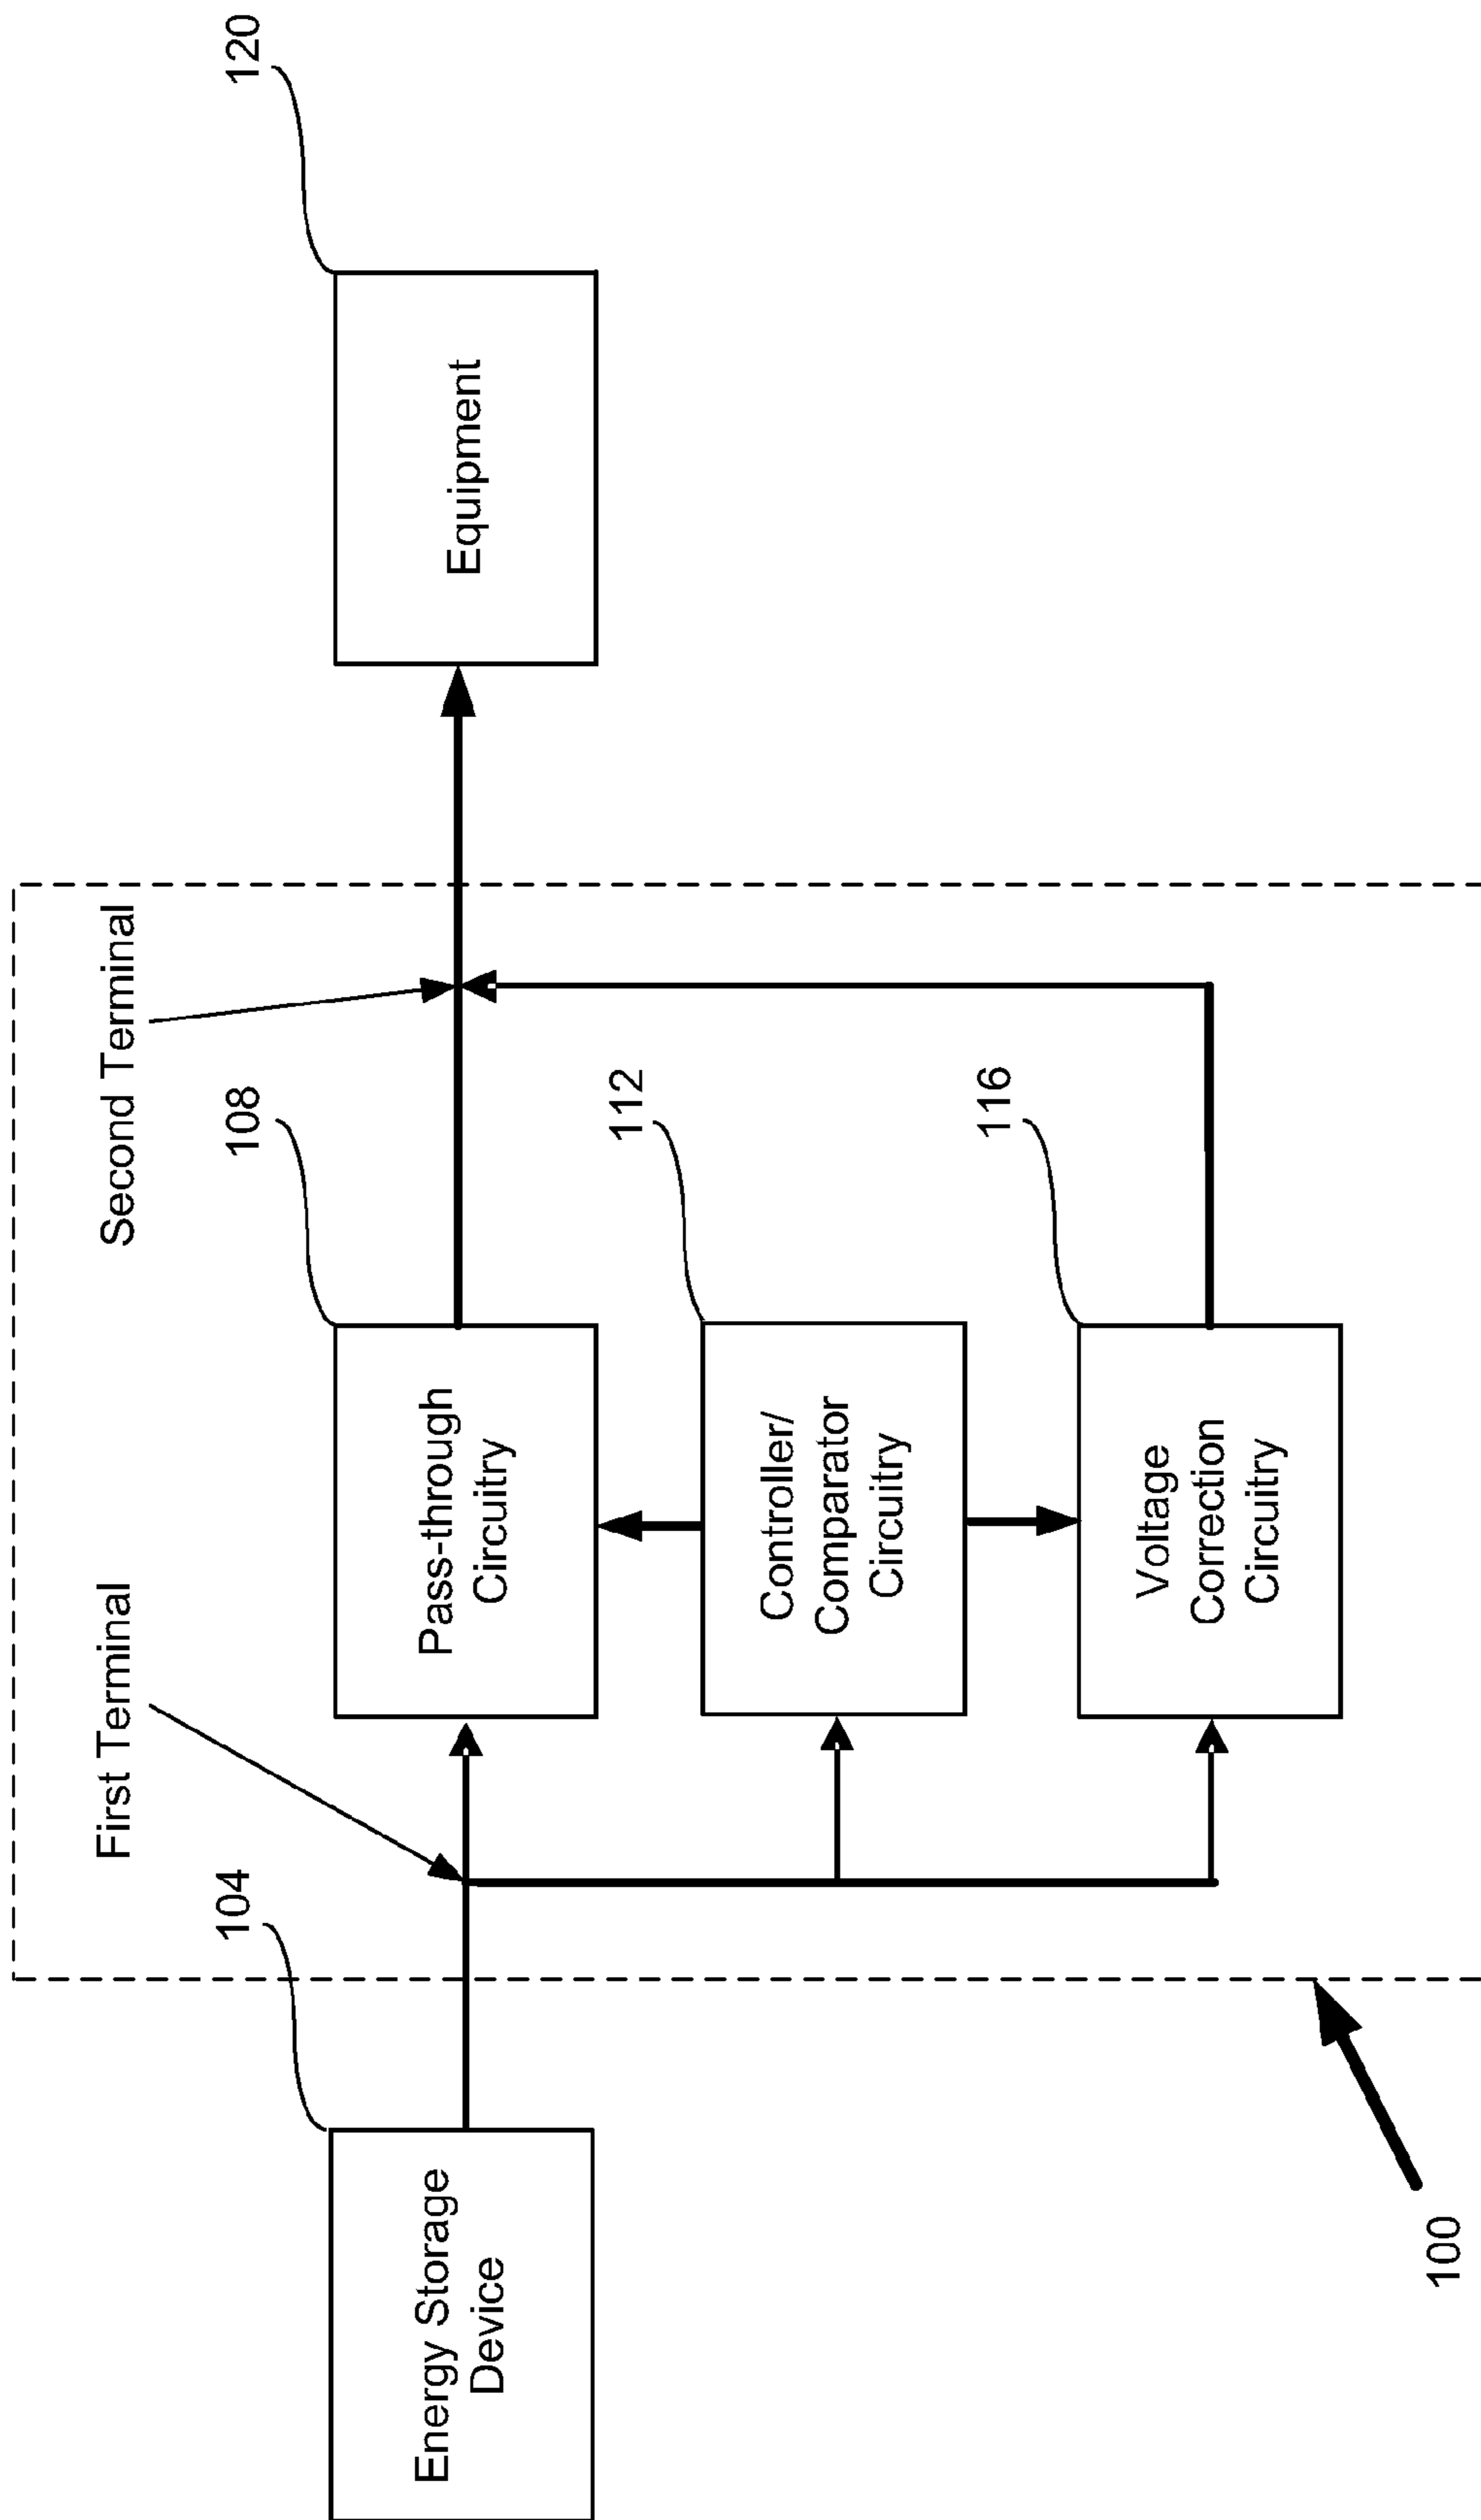 First Terminal
Second Terminal
104
108
120
Energy Storage
Device
Pass-through
Circuitry
Equipment
112
Controller/
Comparator
Circuitry
116
Voltage
Correction
Circuitry
100